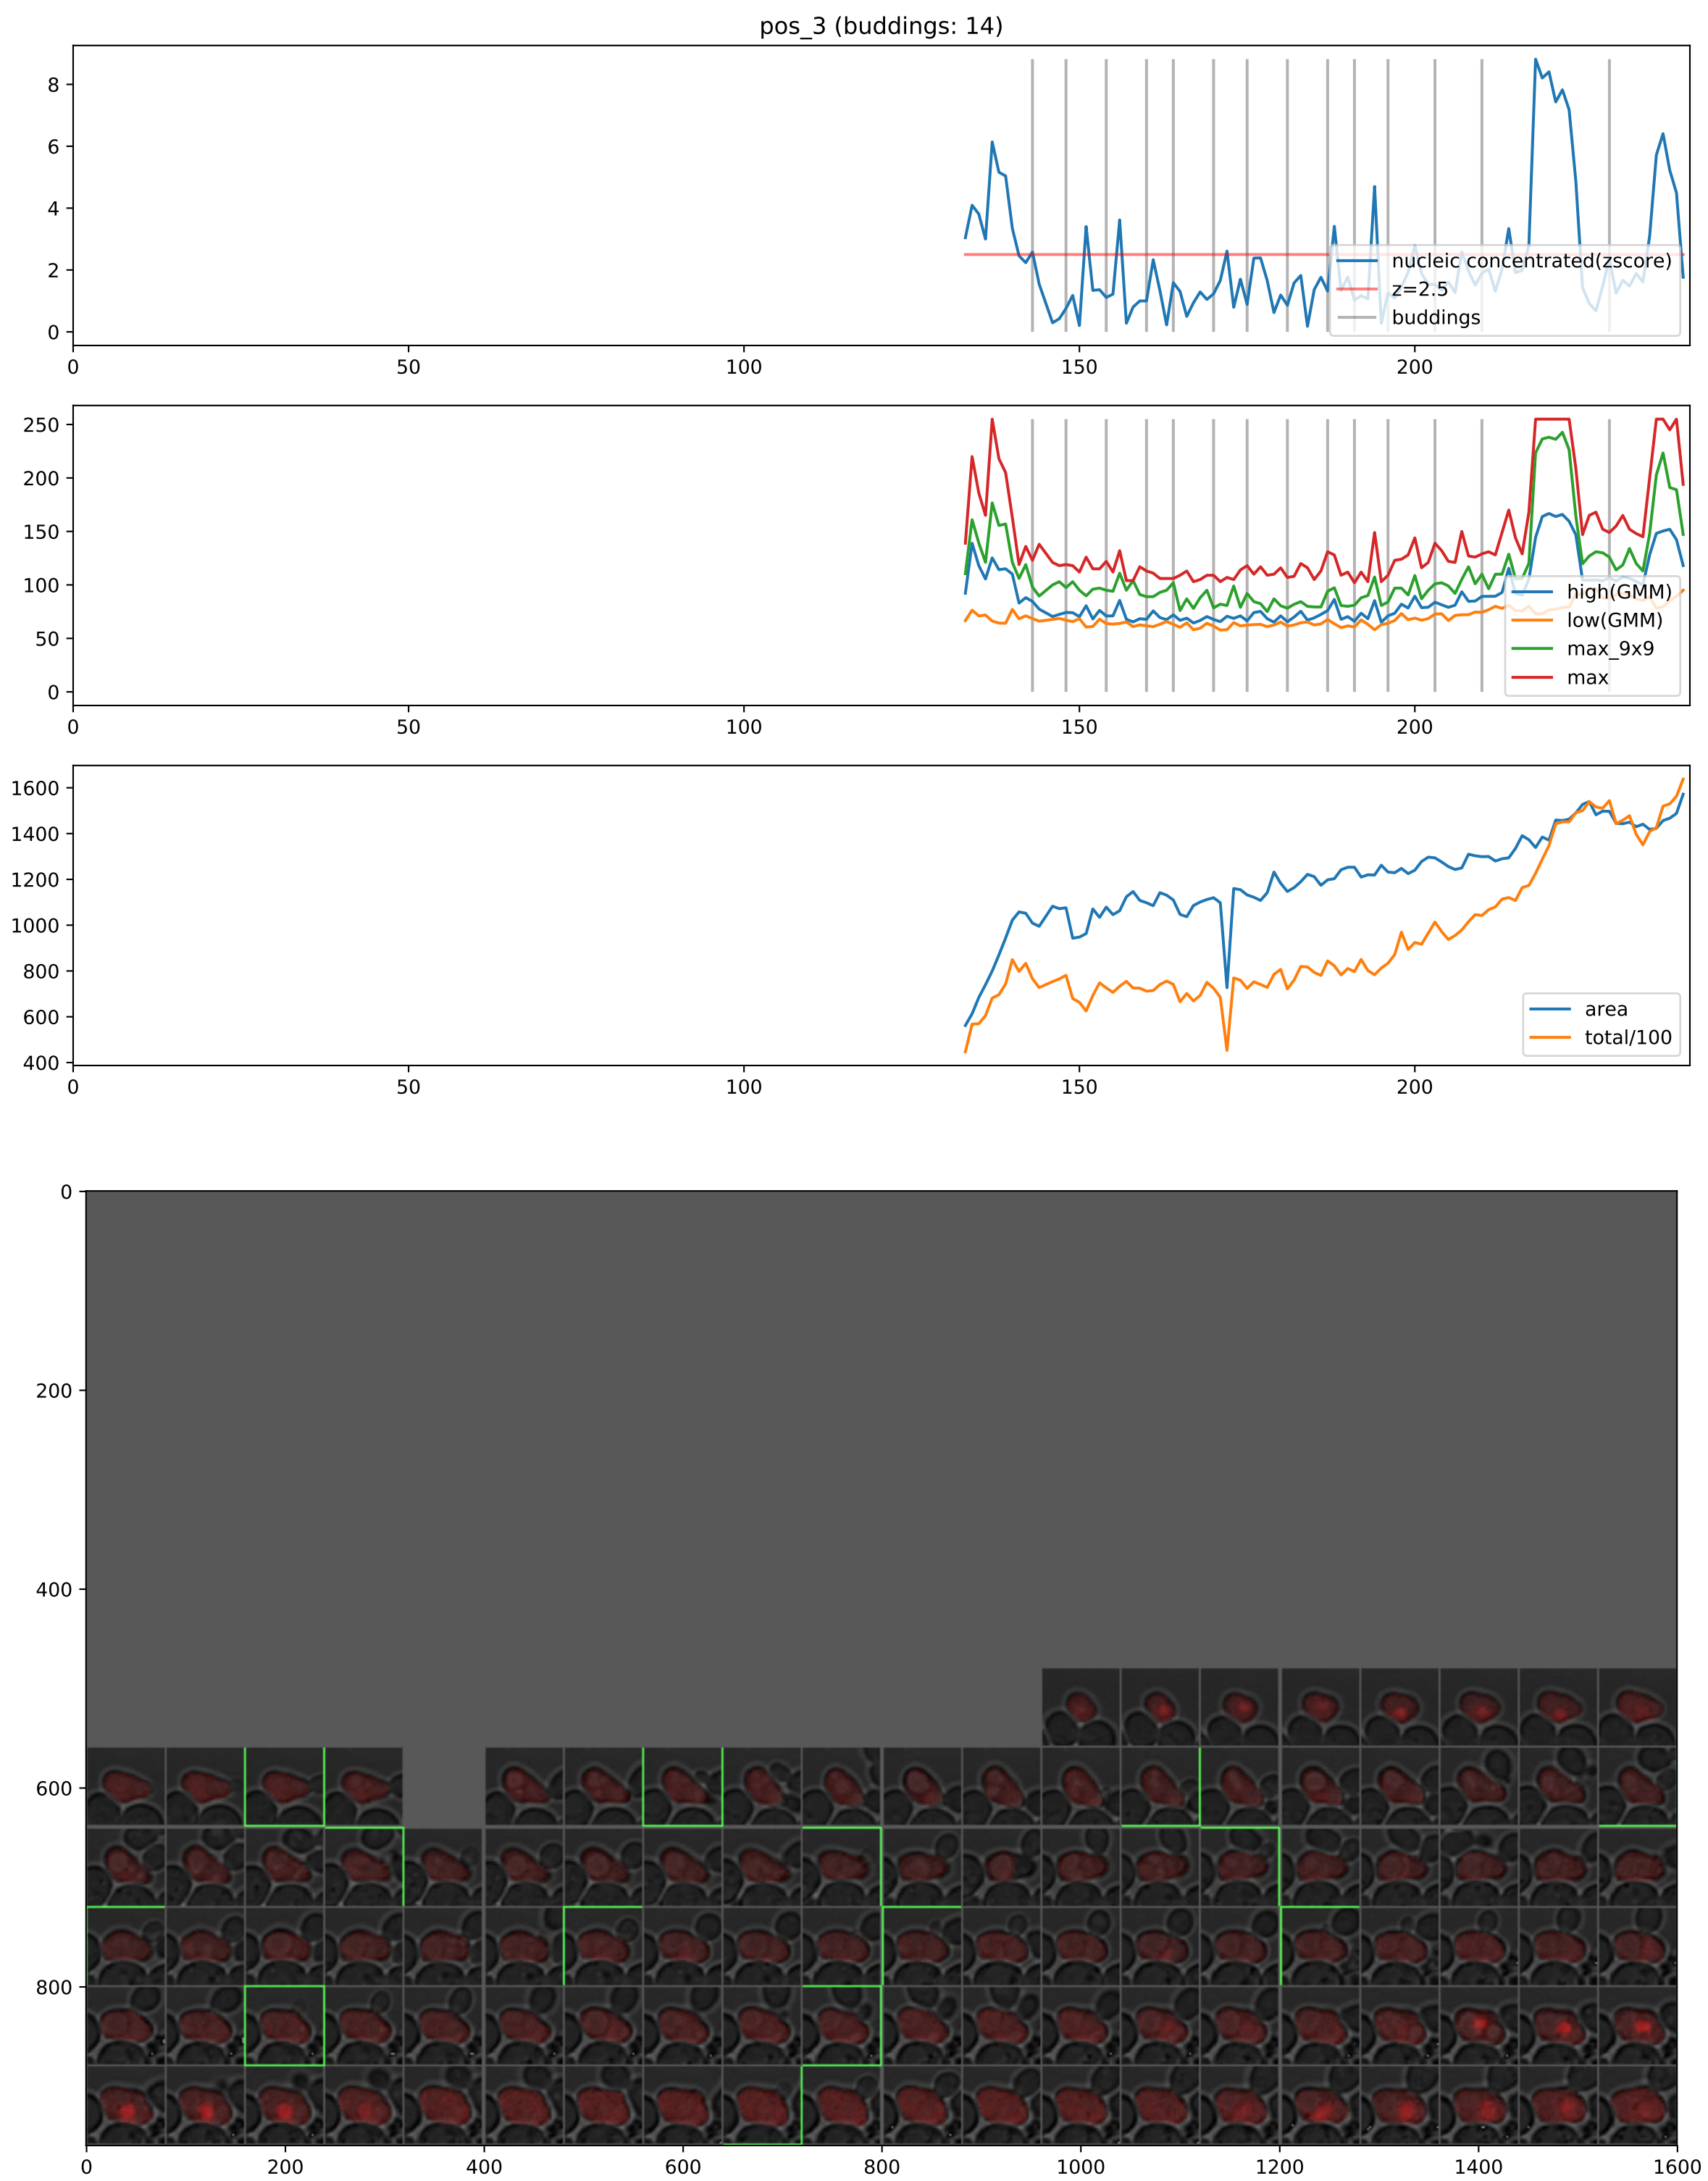 pos_3 (buddings: 14)
8
6
4
2
0
nucleic concentrated(zscore)
z=2.5
buddings
0 50 100 150 200
250
200
150
100
50
0
high(GMM)
low(GMM)
max_9x9
max
0 50 100 150 200
1600
1400
1200
1000
800
600
400
area
total/100
0 50 100 150 200
0
200
400
600
800
0 200 400 600 800 1000 1200 1400 1600